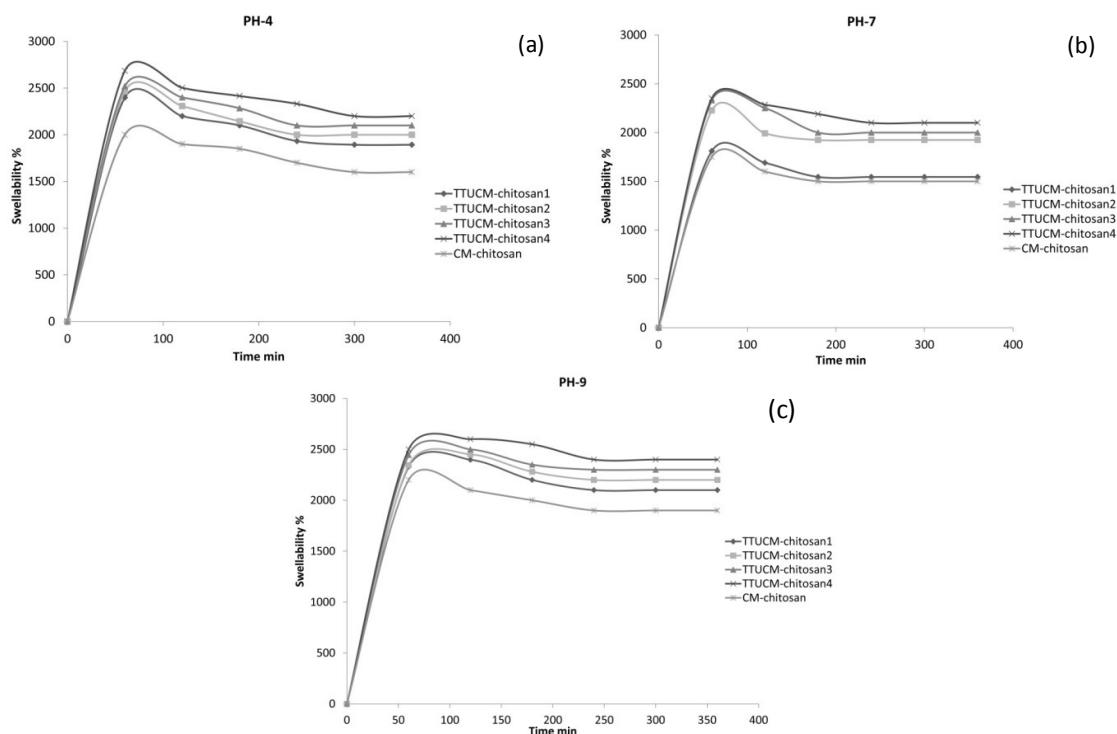 PH-4
(a)
3000
2500
2000
1500
1000
500
0
Swellability %
0 100 200 300 400
Time min
TTUCM-chitosan1
TTUCM-chitosan2
TTUCM-chitosan3
TTUCM-chitosan4
CM-chitosan
PH-7
(b)
3000
2500
2000
1500
1000
500
0
Swellability %
0 100 200 300 400
Time min
TTUCM-chitosan1
TTUCM-chitosan2
TTUCM-chitosan3
TTUCM-chitosan4
CM-chitosan
PH-9
(c)
3000
2500
2000
1500
1000
500
0
Swellability %
0 50 100 150 200 250 300 350 400
Time min
TTUCM-chitosan1
TTUCM-chitosan2
TTUCM-chitosan3
TTUCM-chitosan4
CM-chitosan